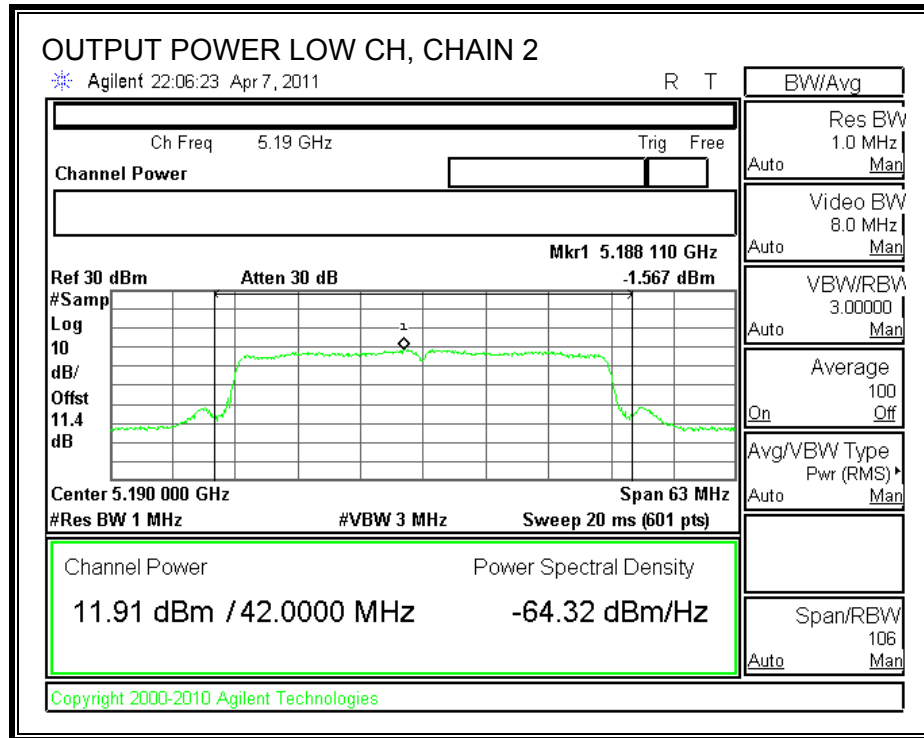 OUTPUT POWER LOW CH, CHAIN 2
Agilent 22:06:23 Apr 7, 2011 R T
Ch Freq 5.19 GHz Trig Free
Channel Power
Mkr1 5.188 110 GHz
Ref 30 dBm Atten 30 dB -1.567 dBm
#Samp
Log
10
dB/
Offst
11.4
dB
1
Center 5.190 000 GHz Span 63 MHz
#Res BW 1 MHz #VBW 3 MHz Sweep 20 ms (601 pts)
Channel Power Power Spectral Density
11.91 dBm / 42.0000 MHz -64.32 dBm/Hz
Copyright 2000-2010 Agilent Technologies
BW/Avg
Res BW
1.0 MHz
Auto Man
Video BW
8.0 MHz
Auto Man
VBW/RBW
3.00000
Auto Man
Average
100
On Off
Avg/VBW Type
Pwr (RMS)
Auto Man
Span/RBW
106
Auto Man